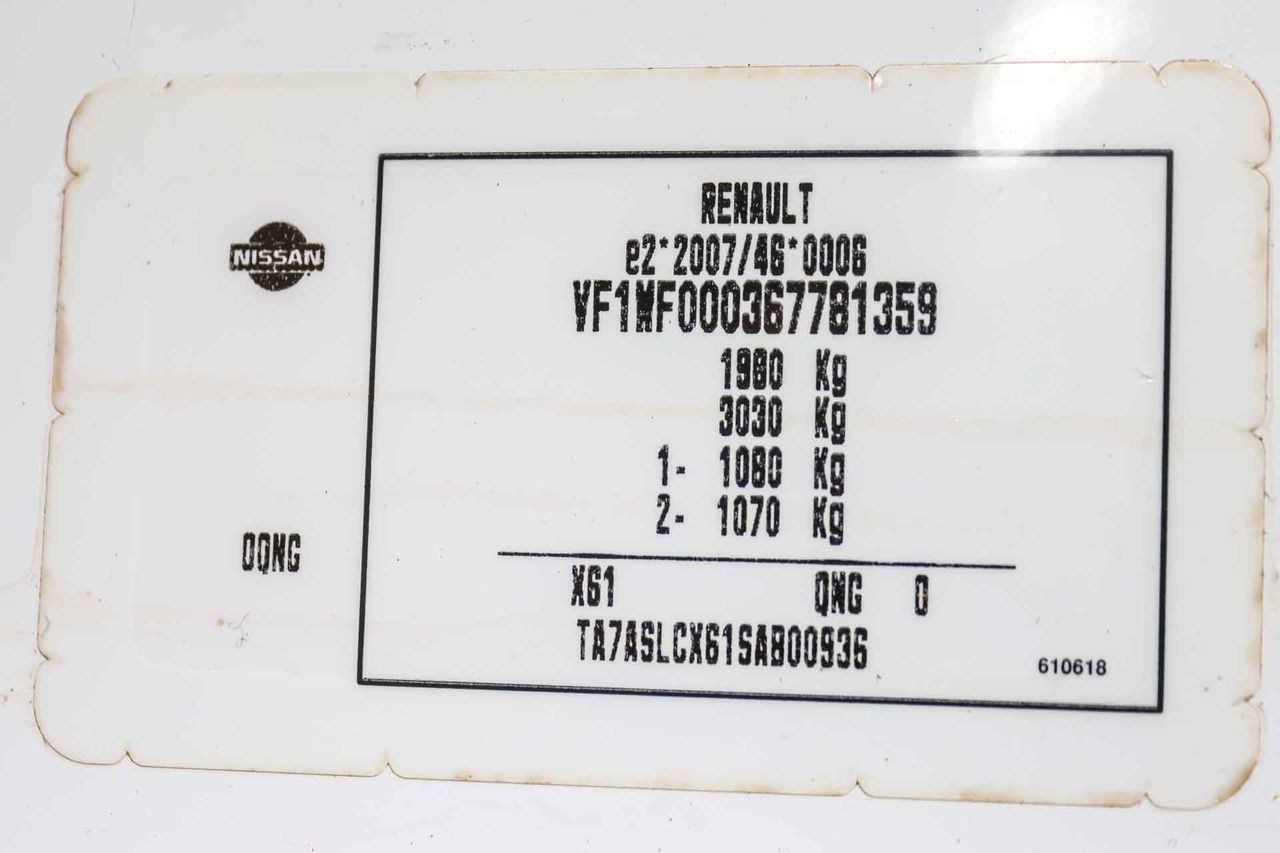 RENAULT
e2*2007/46*0006
NISSAN
VF1MF000367781359
1980 Kg
3030 Kg
1- 1080 Kg
2- 1070 Kg
0QNG
X61 QNG 0
TA7ASLCX61SAB00936
610618